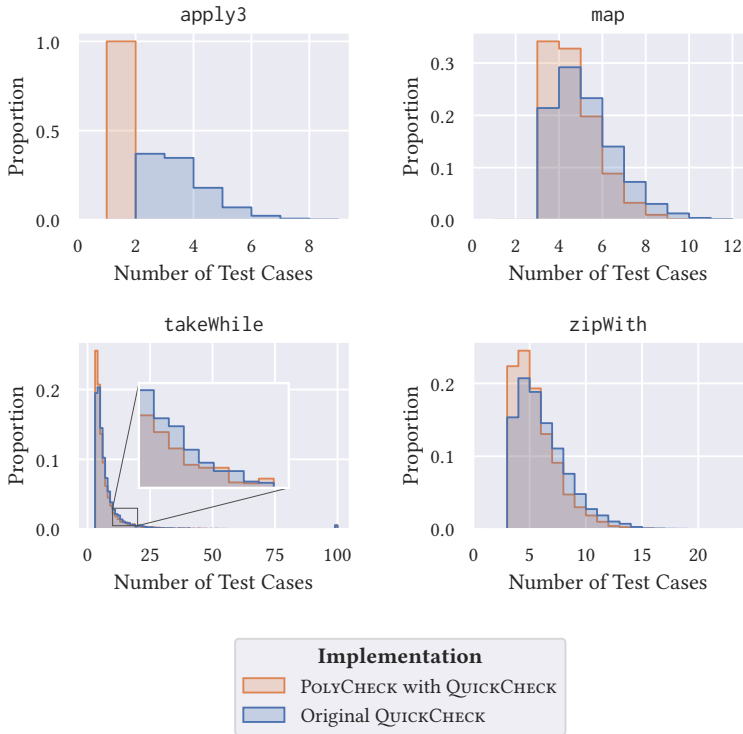 apply3
map
1.0
0.5
0.0
Proportion
0 2 4 6 8
Number of Test Cases
0.3
0.2
0.1
0.0
Proportion
0 2 4 6 8 10 12
Number of Test Cases
takeWhile
zipWith
0.2
0.1
0.0
Proportion
0 25 50 75 100
Number of Test Cases
0.2
0.1
0.0
Proportion
0 5 10 15 20
Number of Test Cases
Implementation
PolyCheck with QuickCheck
Original QuickCheck